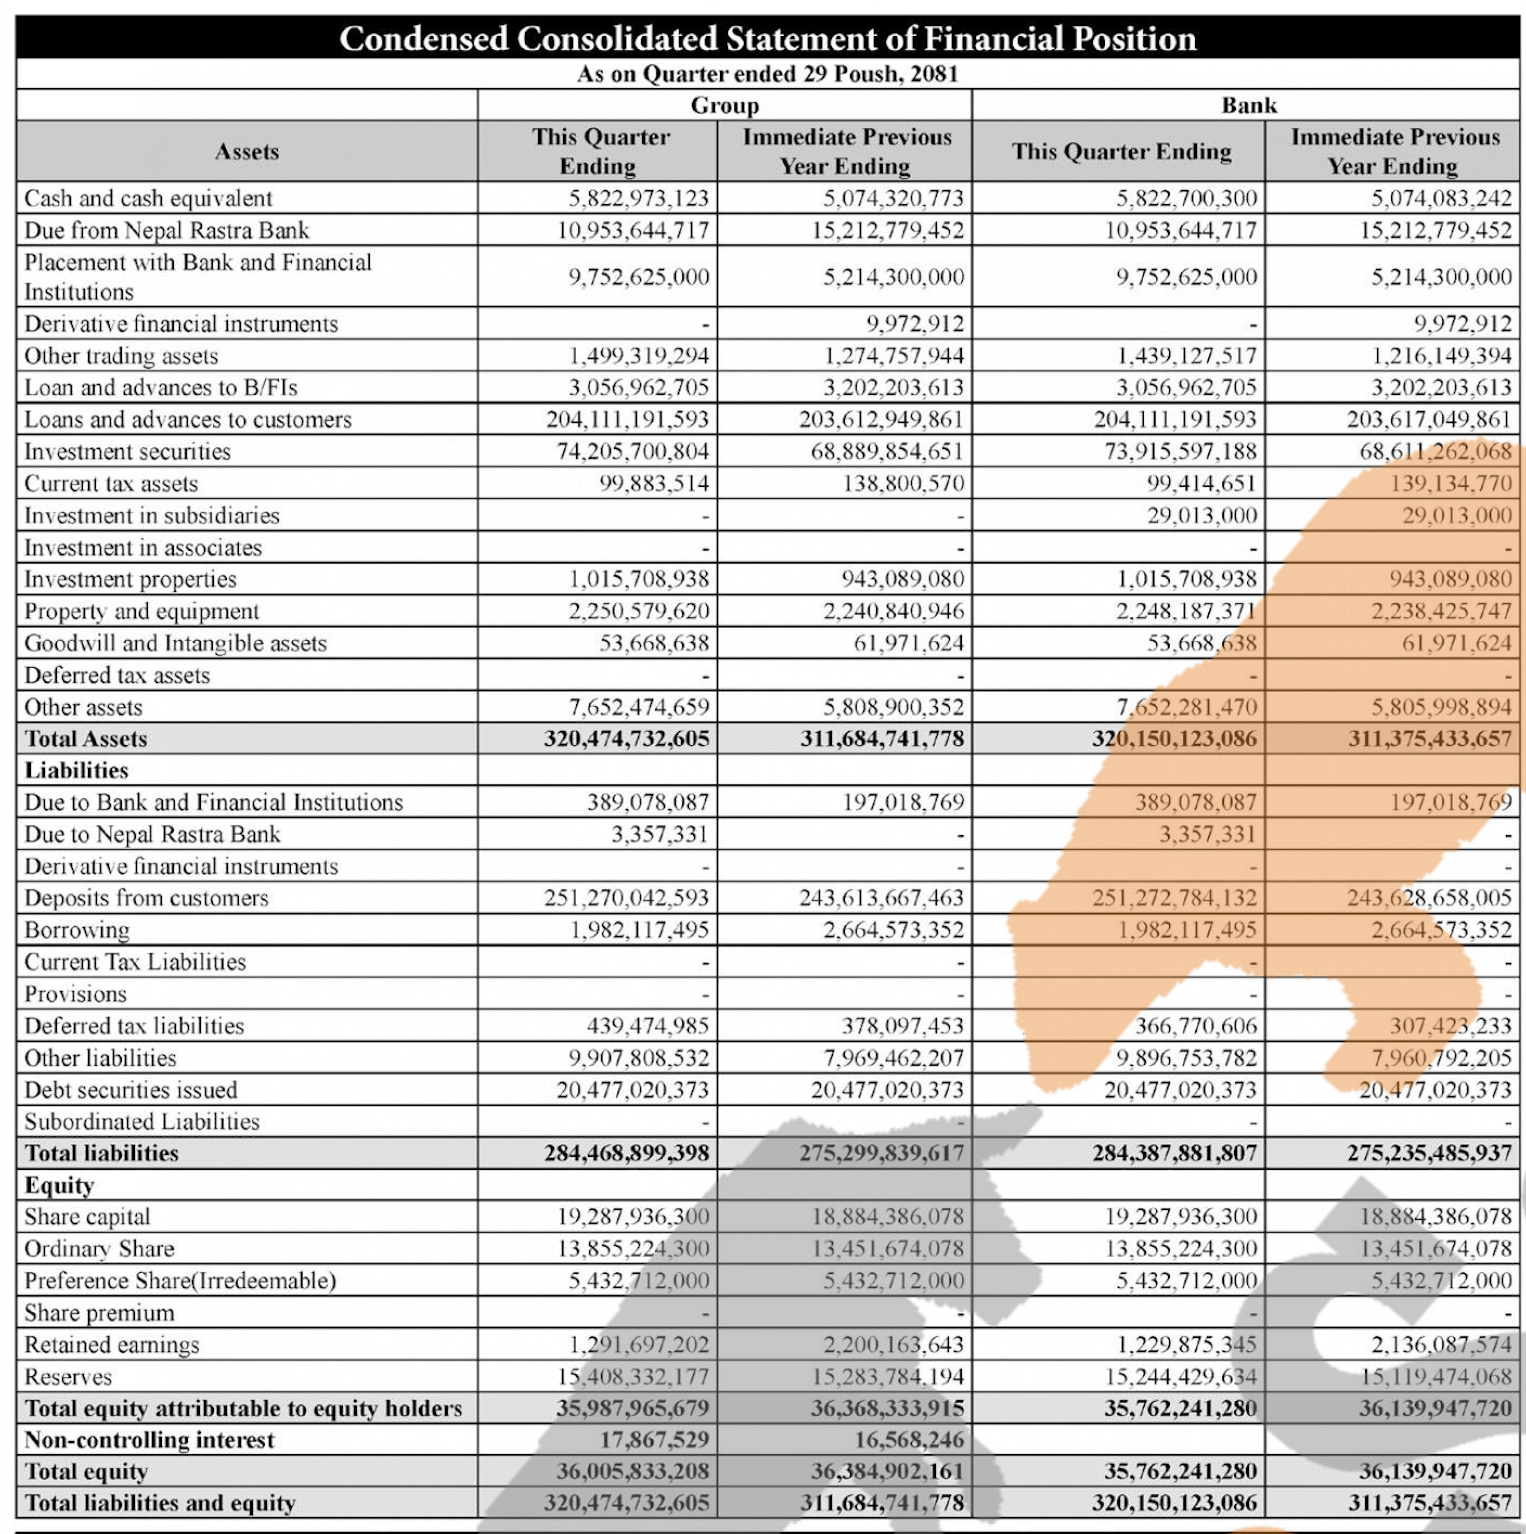 Condensed Consolidated Statement of Financial Position
As on Quarter ended 29 Poush, 2081
Group Bank
Assets This Quarter Ending Immediate Previous Year Ending This Quarter Ending Immediate Previous Year Ending
Cash and cash equivalent 5,822,973,123 5,074,320,773 5,822,700,300 5,074,083,242
Due from Nepal Rastra Bank 10,953,644,717 15,212,779,452 10,953,644,717 15,212,779,452
Placement with Bank and Financial Institutions 9,752,625,000 5,214,300,000 9,752,625,000 5,214,300,000
Derivative financial instruments - 9,972,912 - 9,972,912
Other trading assets 1,499,319,294 1,274,757,944 1,439,127,517 1,216,149,394
Loan and advances to B/FIs 3,056,962,705 3,202,203,613 3,056,962,705 3,202,203,613
Loans and advances to customers 204,111,191,593 203,612,949,861 204,111,191,593 203,617,049,861
Investment securities 74,205,700,804 68,889,854,651 73,915,597,188 68,611,262,068
Current tax assets 99,883,514 138,800,570 99,414,651 139,134,770
Investment in subsidiaries - - 29,013,000 29,013,000
Investment in associates - - - -
Investment properties 1,015,708,938 943,089,080 1,015,708,938 943,089,080
Property and equipment 2,250,579,620 2,240,840,946 2,248,187,371 2,238,425,747
Goodwill and Intangible assets 53,668,638 61,971,624 53,668,638 61,971,624
Deferred tax assets - - - -
Other assets 7,652,474,659 5,808,900,352 7,652,281,470 5,805,998,894
Total Assets 320,474,732,605 311,684,741,778 320,150,123,086 311,375,433,657
Liabilities
Due to Bank and Financial Institutions 389,078,087 197,018,769 389,078,087 197,018,769
Due to Nepal Rastra Bank 3,357,331 - 3,357,331 -
Derivative financial instruments - - - -
Deposits from customers 251,270,042,593 243,613,667,463 251,272,784,132 243,628,658,005
Borrowing 1,982,117,495 2,664,573,352 1,982,117,495 2,664,573,352
Current Tax Liabilities - - - -
Provisions - - - -
Deferred tax liabilities 439,474,985 378,097,453 366,770,606 307,423,233
Other liabilities 9,907,808,532 7,969,462,207 9,896,753,782 7,960,792,205
Debt securities issued 20,477,020,373 20,477,020,373 20,477,020,373 20,477,020,373
Subordinated Liabilities - - - -
Total liabilities 284,468,899,398 275,299,839,617 284,387,881,807 275,235,485,937
Equity
Share capital 19,287,936,300 18,884,386,078 19,287,936,300 18,884,386,078
Ordinary Share 13,855,224,300 13,451,674,078 13,855,224,300 13,451,674,078
Preference Share(Irredeemable) 5,432,712,000 5,432,712,000 5,432,712,000 5,432,712,000
Share premium - - - -
Retained earnings 1,291,697,202 2,200,163,643 1,229,875,345 2,136,087,574
Reserves 15,408,332,177 15,283,784,194 15,244,429,634 15,119,474,068
Total equity attributable to equity holders 35,987,965,679 36,368,333,915 35,762,241,280 36,139,947,720
Non-controlling interest 17,867,529 16,568,246
Total equity 36,005,833,208 36,384,902,161 35,762,241,280 36,139,947,720
Total liabilities and equity 320,474,732,605 311,684,741,778 320,150,123,086 311,375,433,657